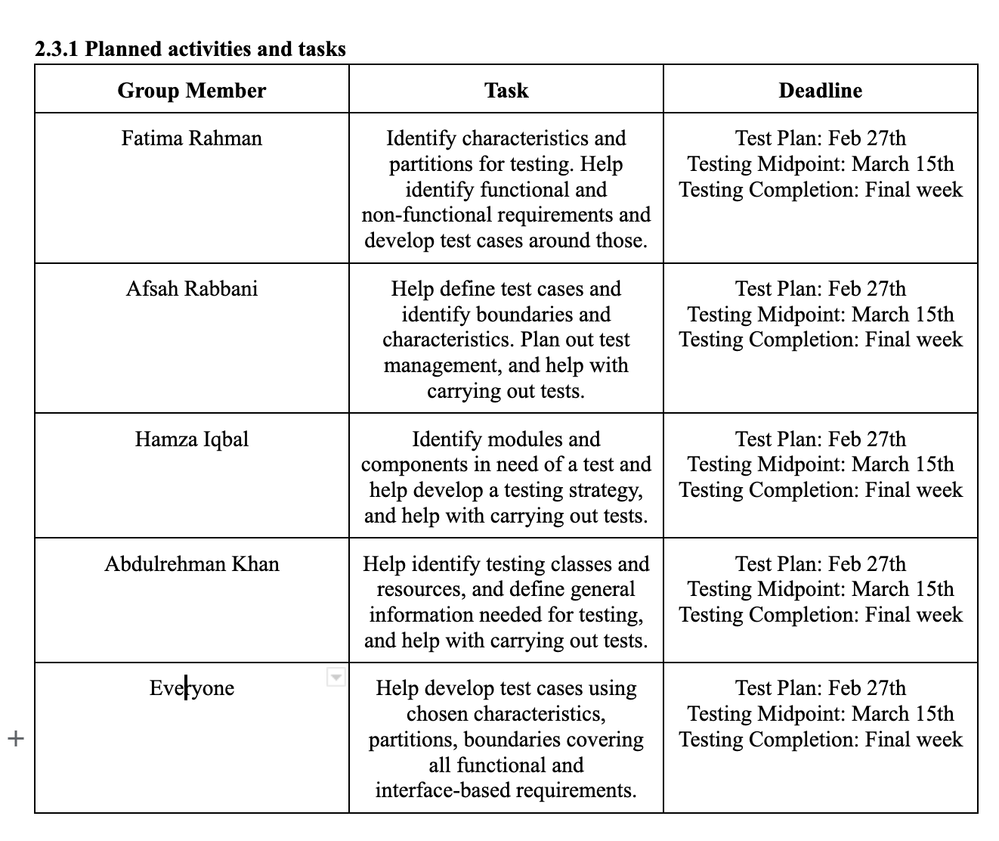 2.3.1 Planned activities and tasks
Group Member
Task
Deadline
Fatima Rahman
Identify characteristics and
partitions for testing. Help
identify functional and
non-functional requirements and
develop test cases around those.
Test Plan: Feb 27th
Testing Midpoint: March 15th
Testing Completion: Final week
Afsah Rabbani
Help define test cases and
identify boundaries and
characteristics. Plan out test
management, and help with
carrying out tests.
Test Plan: Feb 27th
Testing Midpoint: March 15th
Testing Completion: Final week
Hamza Iqbal
Identify modules and
components in need of a test and
help develop a testing strategy,
and help with carrying out tests.
Test Plan: Feb 27th
Testing Midpoint: March 15th
Testing Completion: Final week
Abdulrehman Khan
Help identify testing classes and
resources, and define general
information needed for testing,
and help with carrying out tests.
Test Plan: Feb 27th
Testing Midpoint: March 15th
Testing Completion: Final week
Everyone
Help develop test cases using
chosen characteristics,
partitions, boundaries covering
all functional and
interface-based requirements.
Test Plan: Feb 27th
Testing Midpoint: March 15th
Testing Completion: Final week